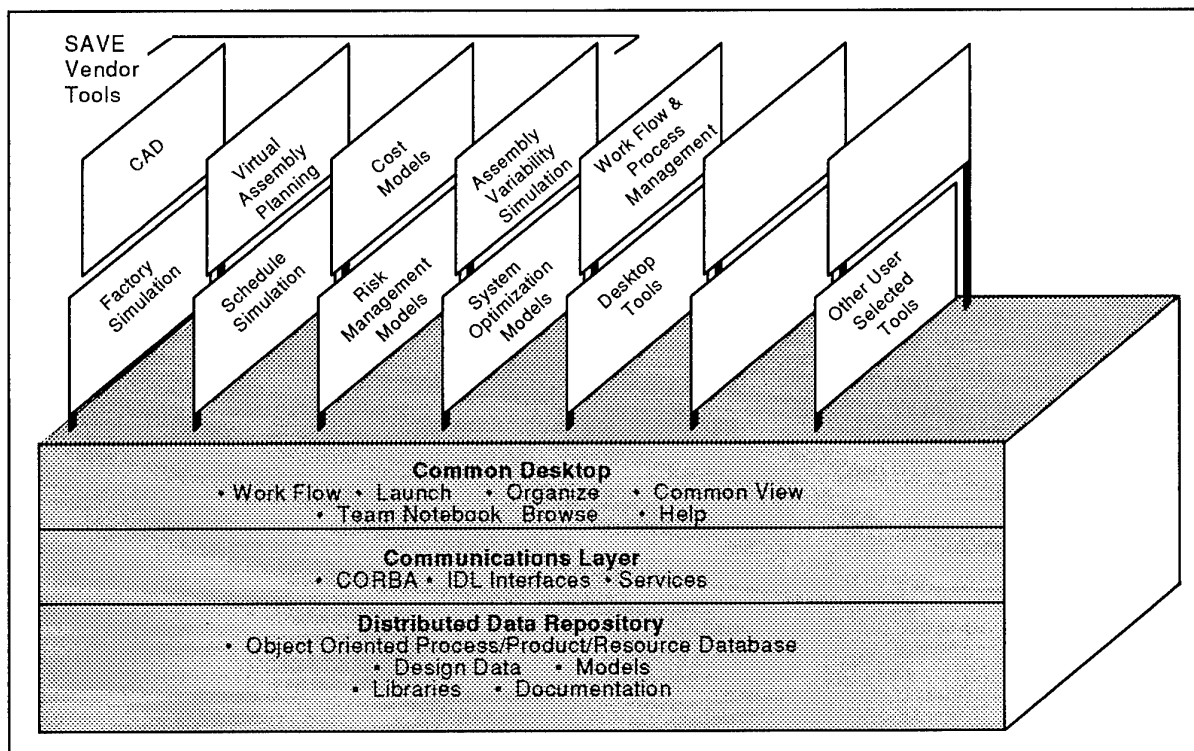 SAVE
Vendor
Tools
CAD
Virtual
Assembly
Planning
Cost
Models
Assembly
Variability
Simulation
Work Flow &
Process
Management
Factory
Simulation
Schedule
Simulation
Risk
Management
Models
System
Optimization
Models
Desktop
Tools
Other User
Selected
Tools
Common Desktop
• Work Flow • Launch • Organize • Common View
• Team Notebook Browse • Help
Communications Layer
• CORBA • IDL Interfaces • Services
Distributed Data Repository
• Object Oriented Process/Product/Resource Database
• Design Data • Models
• Libraries • Documentation